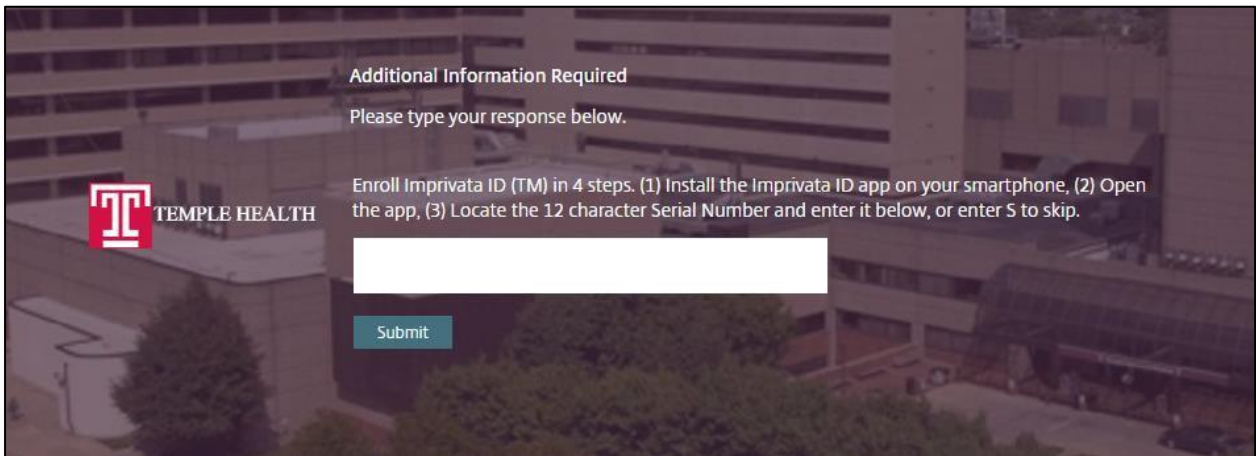 Additional Information Required
Please type your response below.
Enroll Imprivata ID (TM) in 4 steps. (1) Install the Imprivata ID app on your smartphone, (2) Open
the app, (3) Locate the 12 character Serial Number and enter it below, or enter S to skip.
TEMPLE HEALTH
Submit